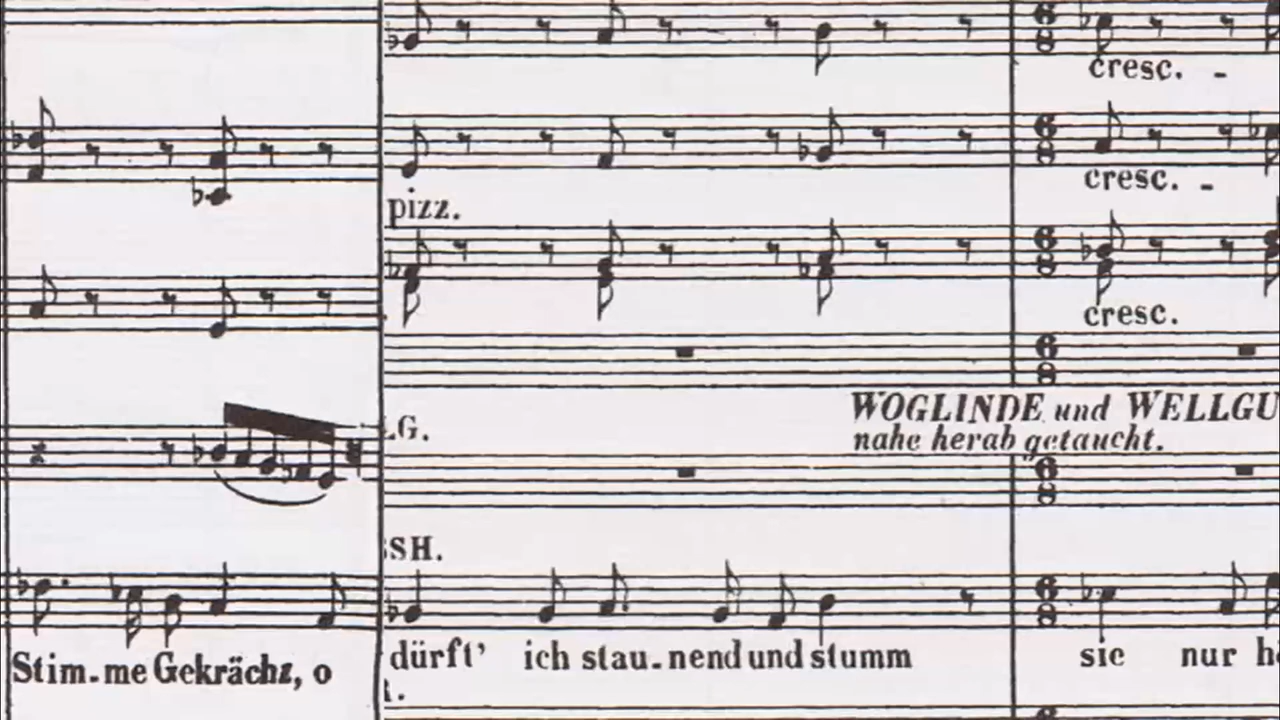 cresc. -
cresc. -
pizz.
cresc.
WOGLINDE und WELLGU
nahe herab getaucht.
.G.
SH.
Stim-me Gekrächz, o
dürft' ich stau-nend und stumm
sie nur h